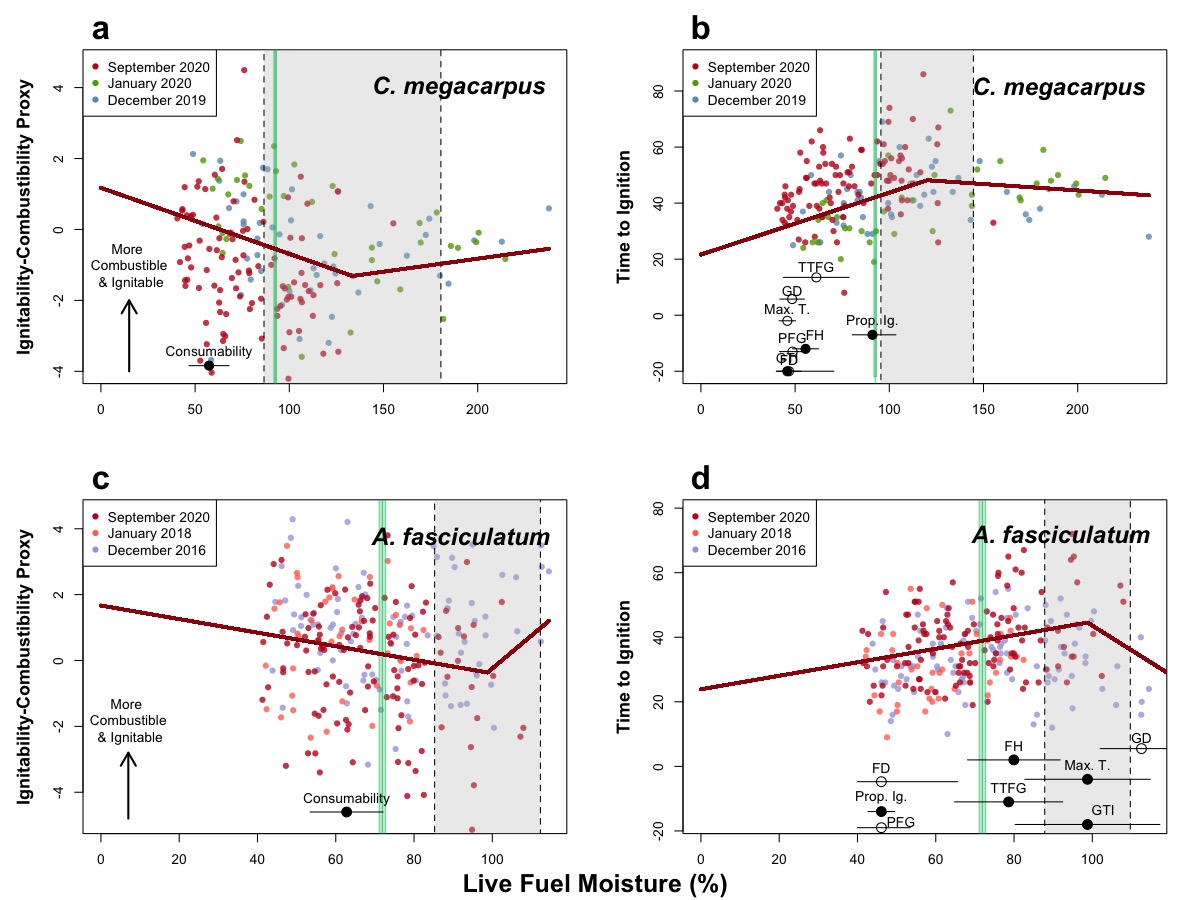 a
Ignitability-Combustibility Proxy
September 2020
January 2020
December 2019
C. megacarpus
More
Combustible
& Ignitable
Consumability
4
2
0
-2
-4
0 50 100 150 200
b
Time to Ignition
September 2020
January 2020
December 2019
C. megacarpus
TTFG
GD
Max. T.
Prop. Ig.
PFG FH
FD
80
60
40
20
0
-20
0 50 100 150 200
c
Ignitability-Combustibility Proxy
September 2020
January 2018
December 2016
A. fasciculatum
More
Combustible
& Ignitable
Consumability
4
2
0
-2
-4
0 20 40 60 80 100
d
Time to Ignition
September 2020
January 2018
December 2016
A. fasciculatum
GD
FH
FD
Max. T.
TTFG
Prop. Ig.
GTI
PFG
80
60
40
20
0
-20
0 20 40 60 80 100
Live Fuel Moisture (%)